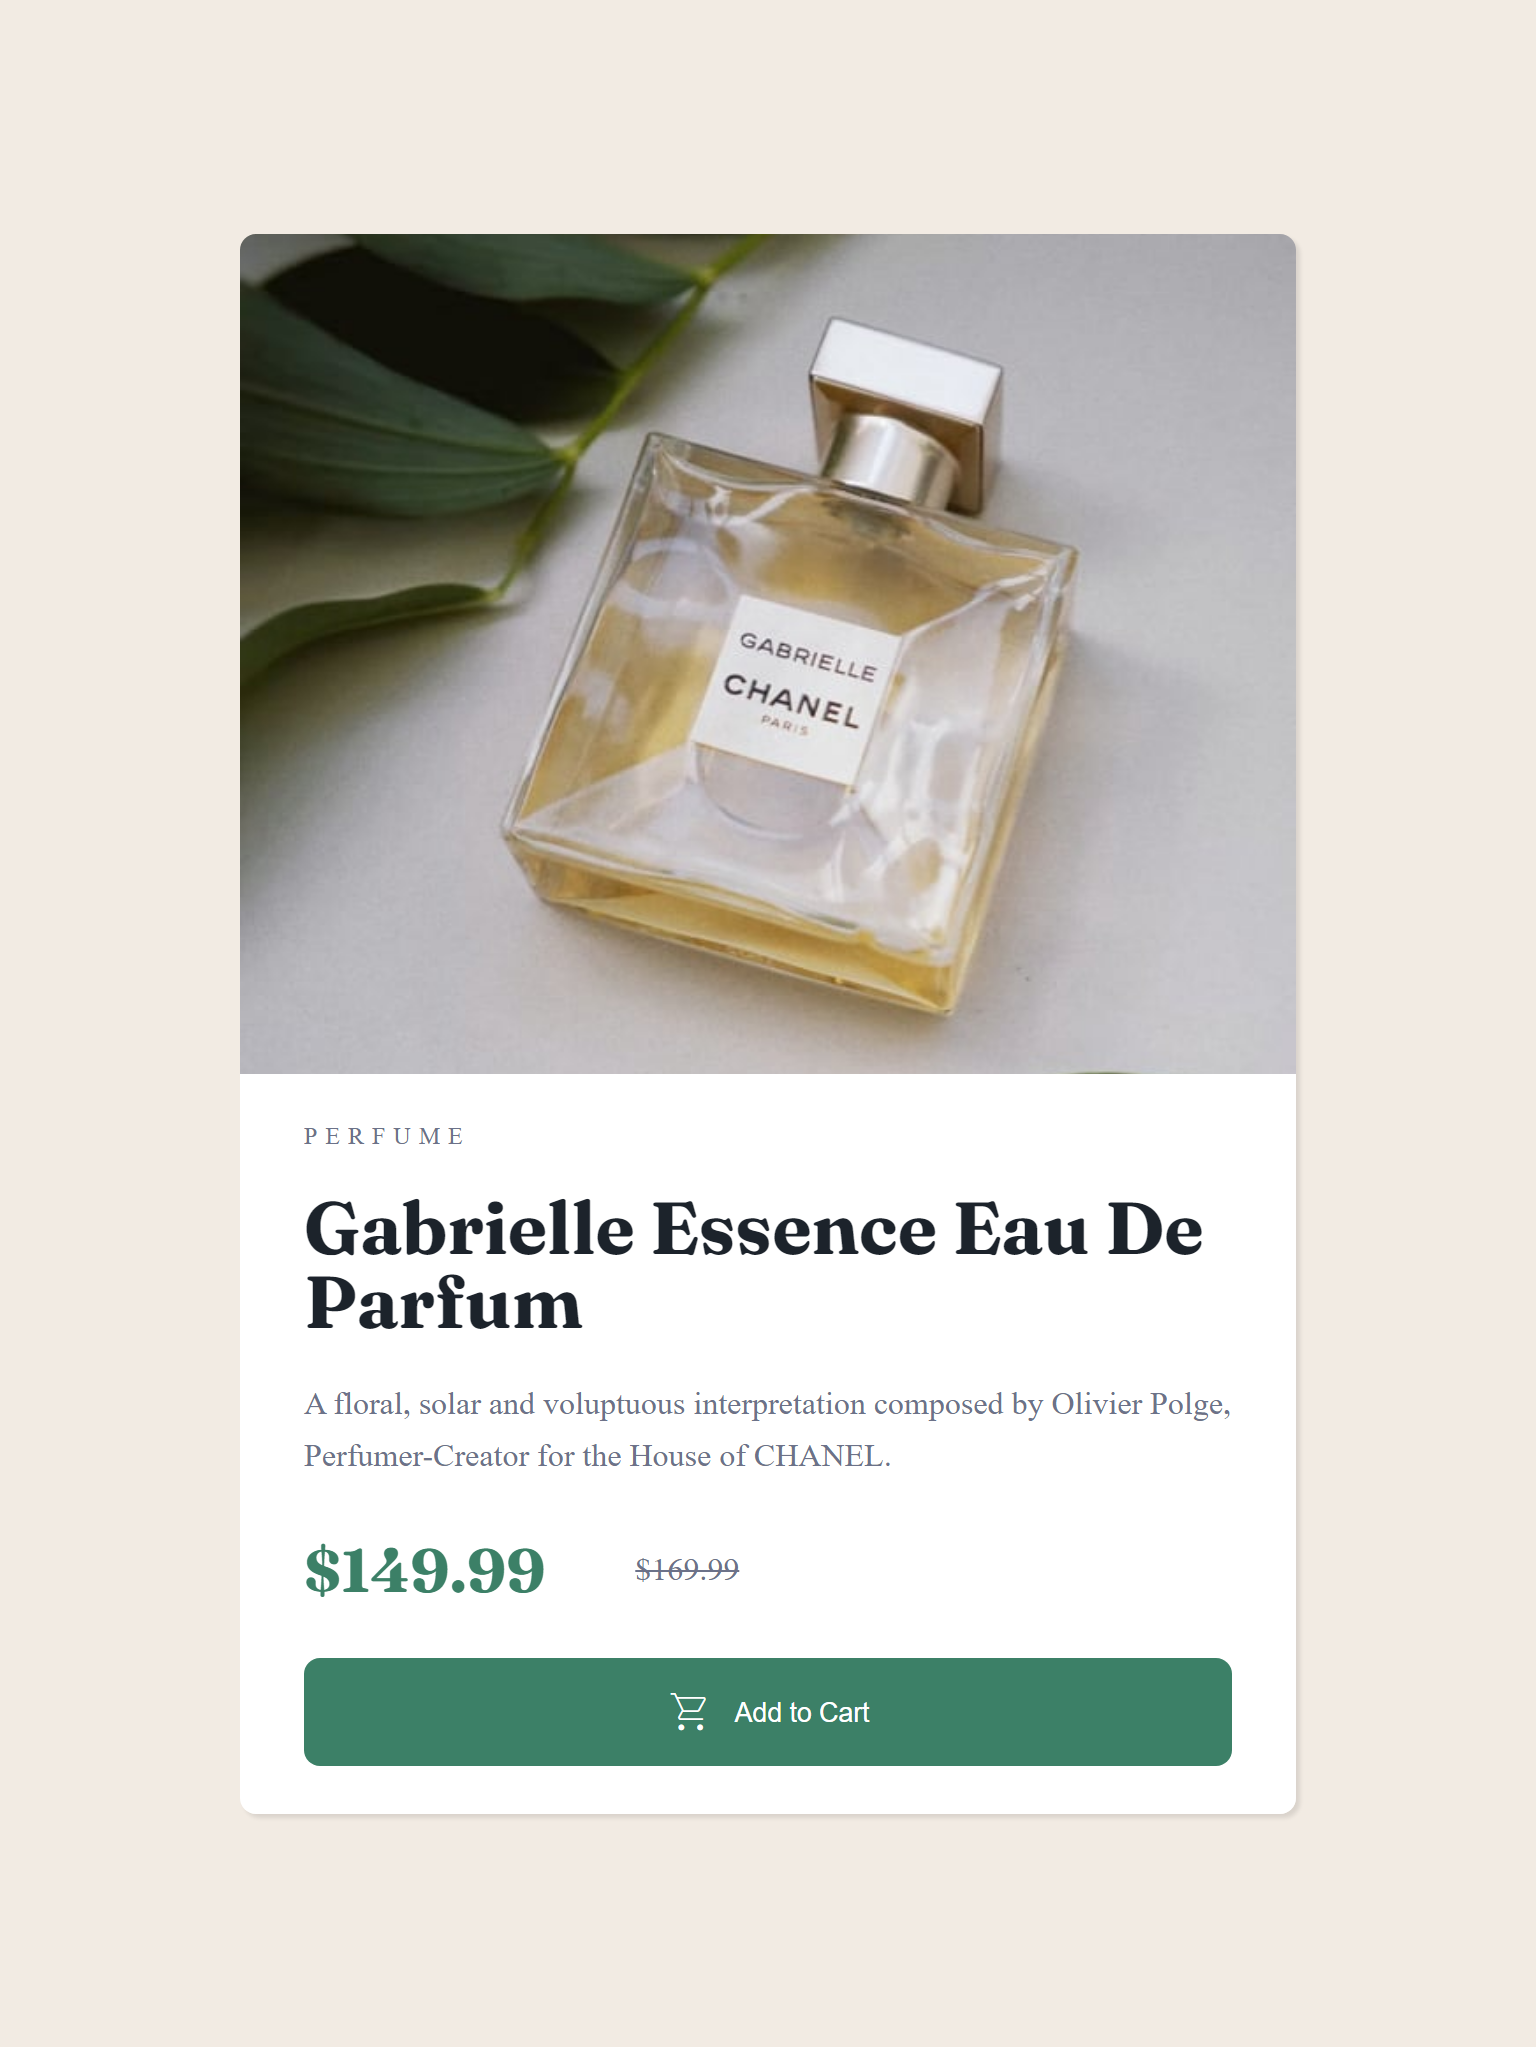 GABRIELLE
CHANEL
PARIS
PERFUME
Gabrielle Essence Eau De
Parfum
A floral, solar and voluptuous interpretation composed by Olivier Polge,
Perfumer-Creator for the House of CHANEL.
$149.99 $169.99
Add to Cart